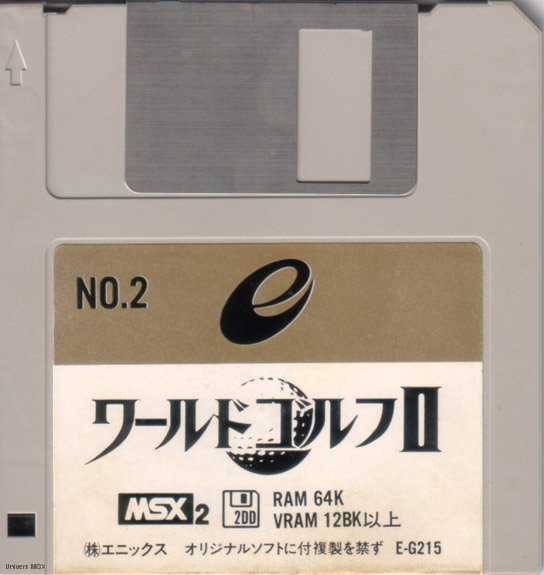 NO.2
ワールドゴルフII
MSX2 2DD RAM 64K
VRAM 12BK以上
(株)エニックス オリジナルソフトに付複製を禁ず E-G215
Univers MSX